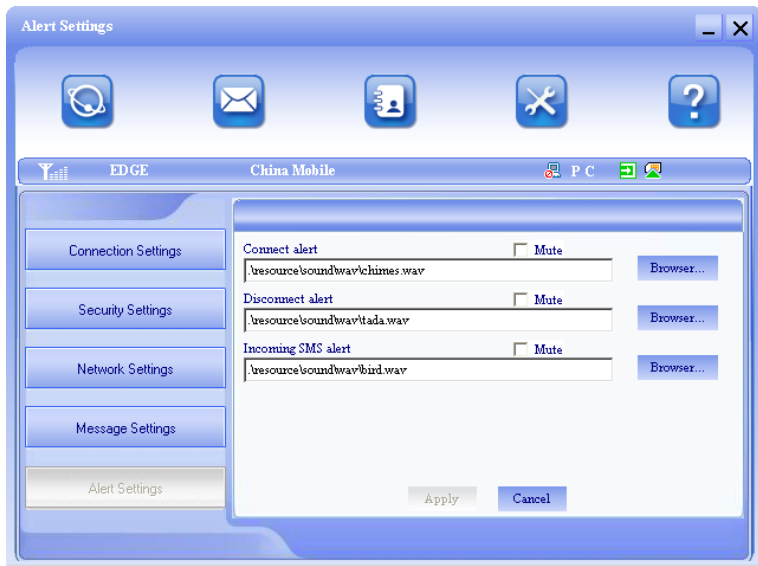 Alert Settings
EDGE China Mobile P C
Connection Settings
Security Settings
Network Settings
Message Settings
Alert Settings
Connect alert Mute
.\resource\sound\wav\chimes.wav Browser...
Disconnect alert Mute
.\resource\sound\wav\tada.wav Browser...
Incoming SMS alert Mute
.\resource\sound\wav\bird.wav Browser...
Apply Cancel